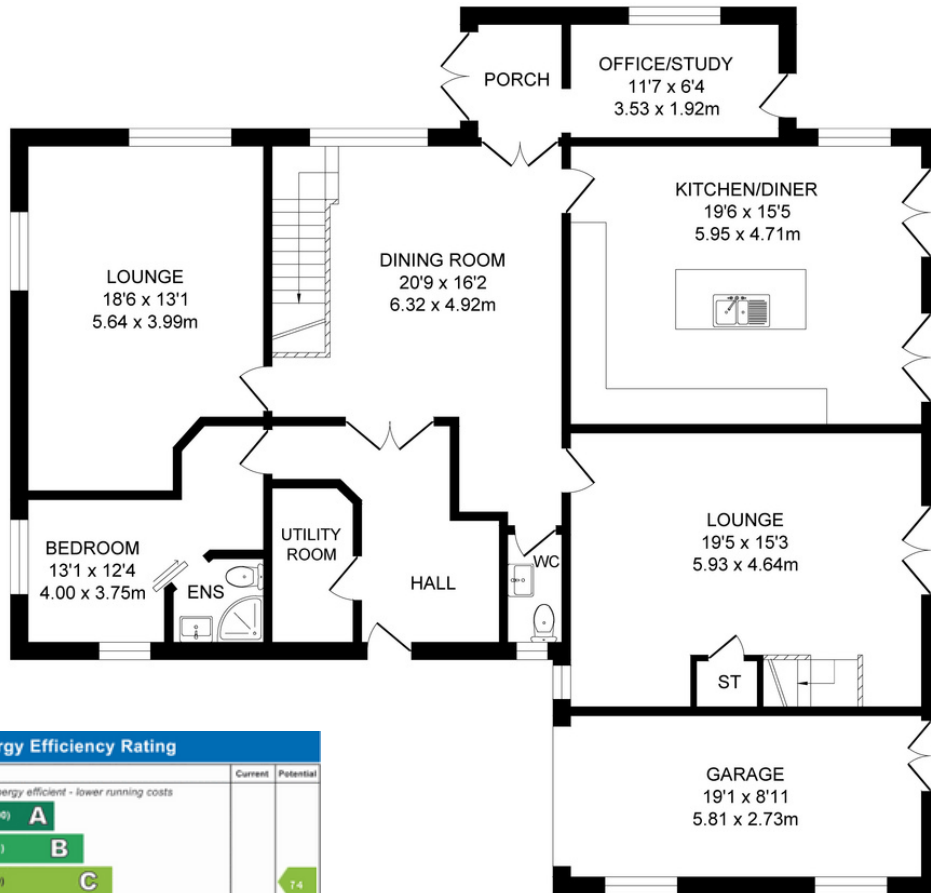 PORCH
OFFICE/STUDY
11'7 x 6'4
3.53 x 1.92m
KITCHEN/DINER
19'6 x 15'5
5.95 x 4.71m
LOUNGE
18'6 x 13'1
5.64 x 3.99m
DINING ROOM
20'9 x 16'2
6.32 x 4.92m
UTILITY
ROOM
BEDROOM
13'1 x 12'4
4.00 x 3.75m
ENS
HALL
WC
LOUNGE
19'5 x 15'3
5.93 x 4.64m
ST
GARAGE
19'1 x 8'11
5.81 x 2.73m
rgy Efficiency Rating
Current Potential
nergy efficient - lower running costs
A
B
C
74